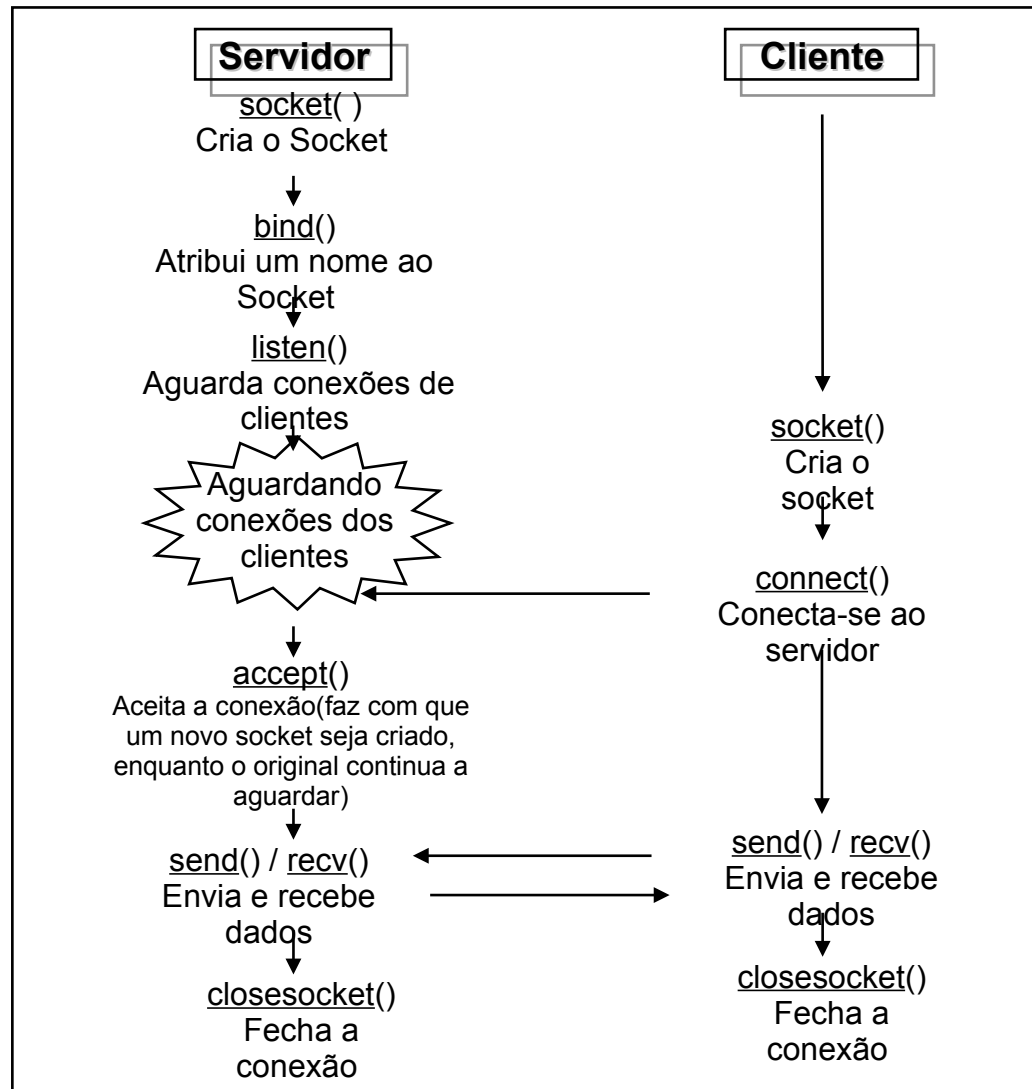 Servidor
socket( )
Cria o Socket
bind()
Atribui um nome ao
Socket
listen()
Aguarda conexões de
clientes
Aguardando
conexões dos
clientes
accept()
Aceita a conexão(faz com que
um novo socket seja criado,
enquanto o original continua a
aguardar)
send() / recv()
Envia e recebe
dados
closesocket()
Fecha a
conexão
Cliente
socket()
Cria o
socket
connect()
Conecta-se ao
servidor
send() / recv()
Envia e recebe
dados
closesocket()
Fecha a
conexão